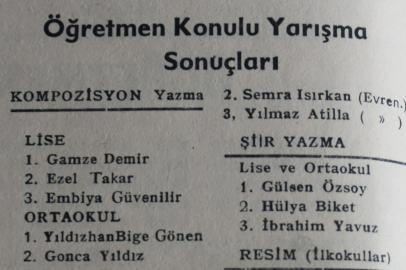 Öğretmen Konulu Yarışma
Sonuçları
KOMPOZİSYON Yazma
LİSE
1. Gamze Demir
2. Ezel Takar
3. Embiya Güvenilir
ORTAOKUL
1. YıldızhanBige Gönen
2. Gonca Yıldız
2. Semra Isırkan (Evren.)
3, Yılmaz Atilla ( » )
ŞİİR YAZMA
Lise ve Ortaokul
1. Gülsen Özsoy
2. Hülya Biket
3. İbrahim Yavuz
RESİM (İlkokullar)